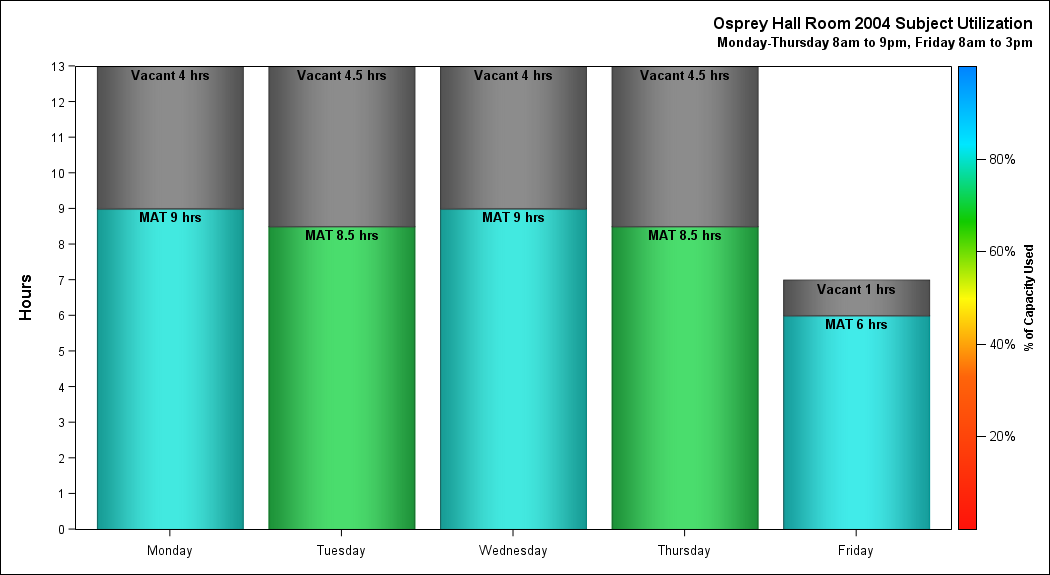 Osprey Hall Room 2004 Subject Utilization
Monday-Thursday 8am to 9pm, Friday 8am to 3pm
Hours
13
12
11
10
9
8
7
6
5
4
3
2
1
0
Vacant 4 hrs
MAT 9 hrs
Vacant 4.5 hrs
MAT 8.5 hrs
Vacant 4 hrs
MAT 9 hrs
Vacant 4.5 hrs
MAT 8.5 hrs
Vacant 1 hrs
MAT 6 hrs
Monday
Tuesday
Wednesday
Thursday
Friday
80%
60%
40%
20%
% of Capacity Used